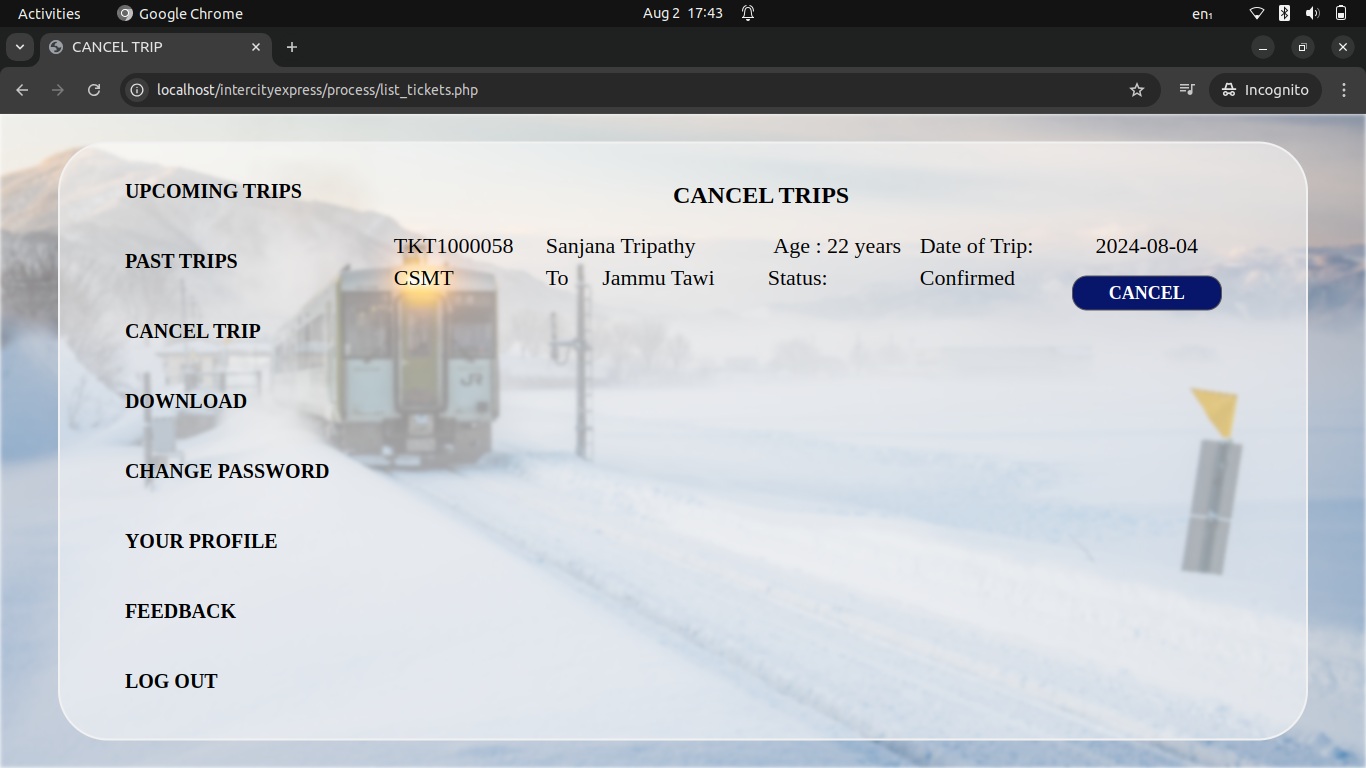 Activities Google Chrome Aug 2 17:43 en₁
CANCEL TRIP
localhost/intercityexpress/process/list_tickets.php Incognito
UPCOMING TRIPS
PAST TRIPS
CANCEL TRIP
DOWNLOAD
CHANGE PASSWORD
YOUR PROFILE
FEEDBACK
LOG OUT
CANCEL TRIPS
TKT1000058 Sanjana Tripathy Age : 22 years Date of Trip: 2024-08-04
CSMT To Jammu Tawi Status: Confirmed
CANCEL
JR